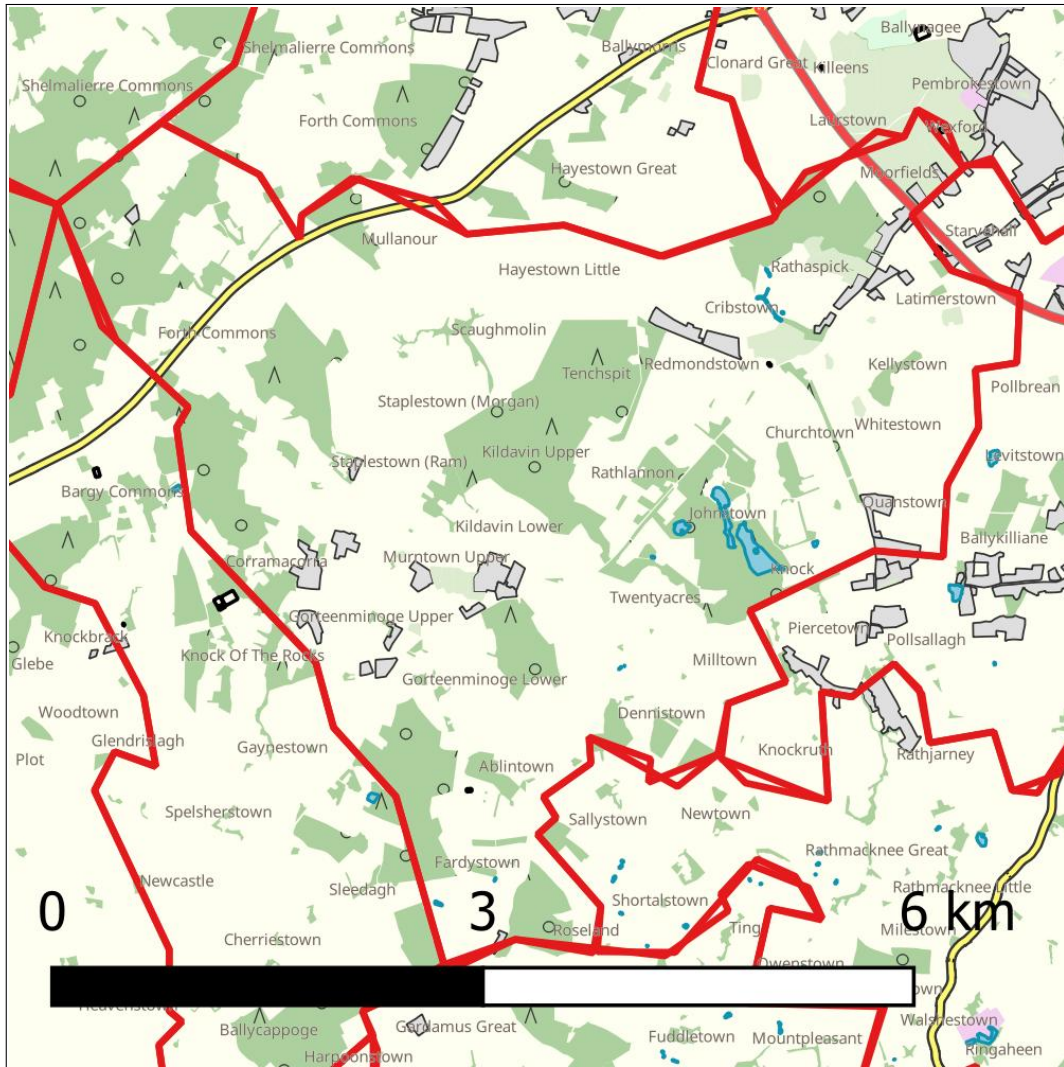 Ballynagee
Shelmalierre Commons
Ballymorris
Clonard Great
Killeens
Shelmalierre Commons
Pembrokestown
Forth Commons
Latirstown
Wexford
Hayestown Great
Moorfields
Mullanour
Starvehall
Hayestown Little
Rathaspick
Latimerstown
Cribstown
Forth Commons
Scaughmolin
Redmondstown
Kellystown
Tenchspit
Pollbrean
Staplestown (Morgan)
Whitestown
Churchtown
Kildavin Upper
Levitstown
Staplestown (Ram)
Rathlannon
Bargy Commons
Quanstown
Johnstown
Kildavin Lower
Ballykilliane
Murntown Upper
Corramacorra
Knock
Twentyacres
Gorteenminoge Upper
Piercetown
Knockbrack
Pollsallagh
Knock Of The Rocks
Milltown
Glebe
Gorteenminoge Lower
Woodtown
Dennistown
Glendrislagh
Gaynestown
Knockruth
Rathjarney
Plot
Ablintown
Spelsherstown
Sallystown
Newtown
Rathmacknee Great
Fardystown
Newcastle
Sleedagh
Rathmacknee Little
Shortalstown
0 3 6 km
Ting
Roseland
Milestown
Cherriestown
Owenstown
own
Heavenstown
Walshestown
Ballycappoge
Gardamus Great
Fuddletown
Mountpleasant
Ringaheen
Harpoonstown